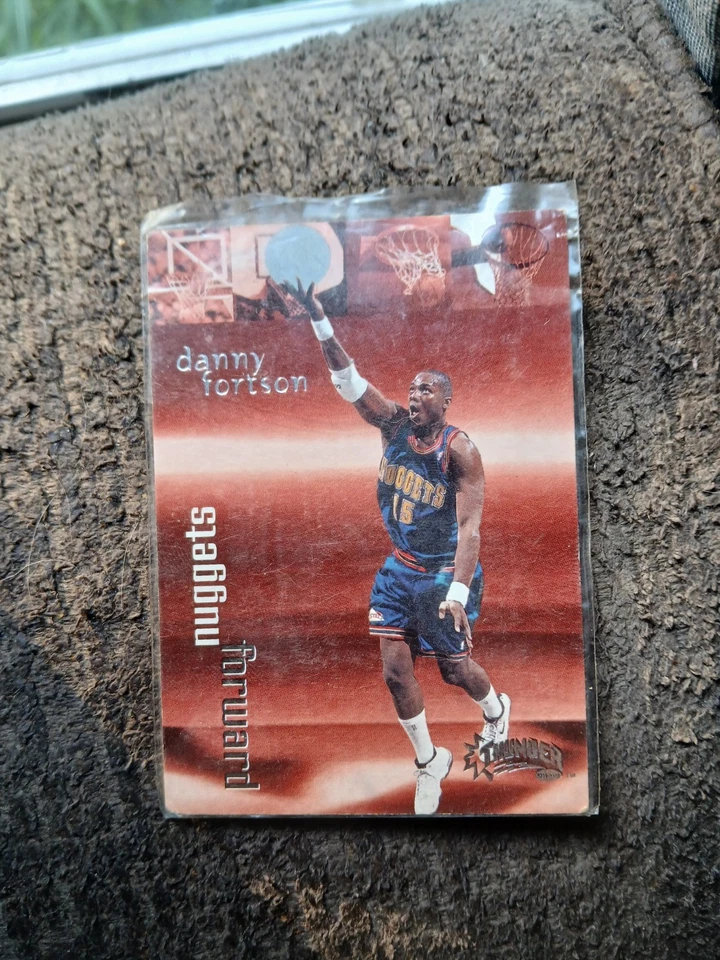 danny
fortson
NUGGETS
15
nuggets
forward
THUNDER